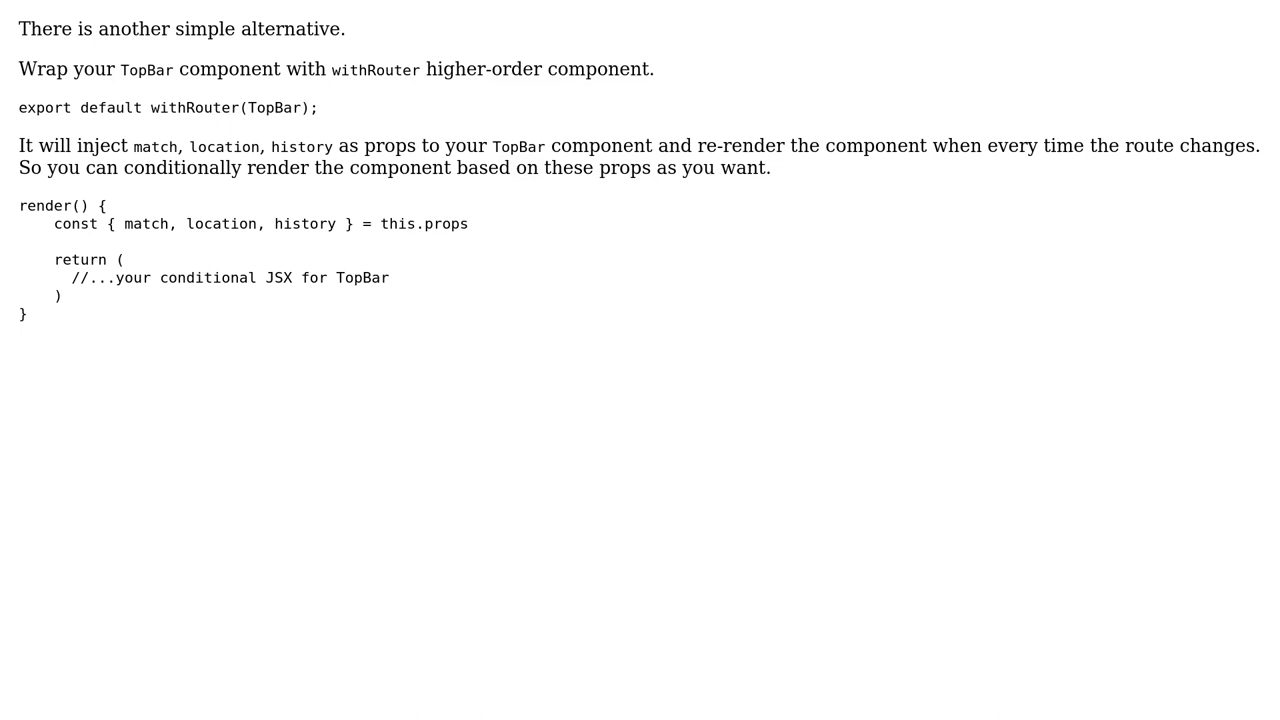 There is another simple alternative.
Wrap your TopBar component with withRouter higher-order component.
export default withRouter(TopBar);
It will inject match, location, history as props to your TopBar component and re-render the component when every time the route changes.
So you can conditionally render the component based on these props as you want.
render() {
    const { match, location, history } = this.props
    return (
      //...your conditional JSX for TopBar
    )
}